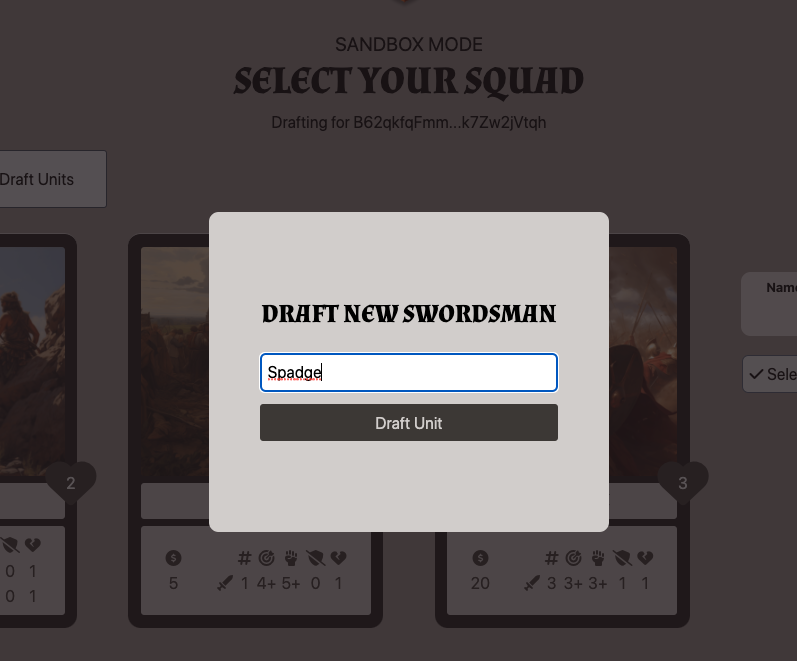 SANDBOX MODE
SELECT YOUR SQUAD
Drafting for B62qkfqFmm...k7Zw2jVtqh
Draft Units
DRAFT NEW SWORDSMAN
Spadge
Draft Unit
Name
Sele
2
3
0 1
0 1
$
#
5
1 4+ 5+ 0 1
$
#
20
3 3+ 3+ 1 1